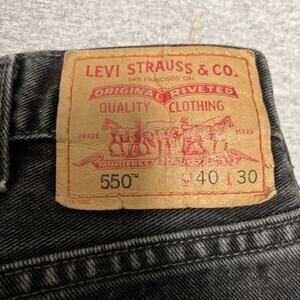 LEVI STRAUSS & CO.
SAN FRANCISCO, CAL.
ORIGINAL RIVETED
QUALITY CLOTHING
TRADE MARK
550™ W 40 L 30